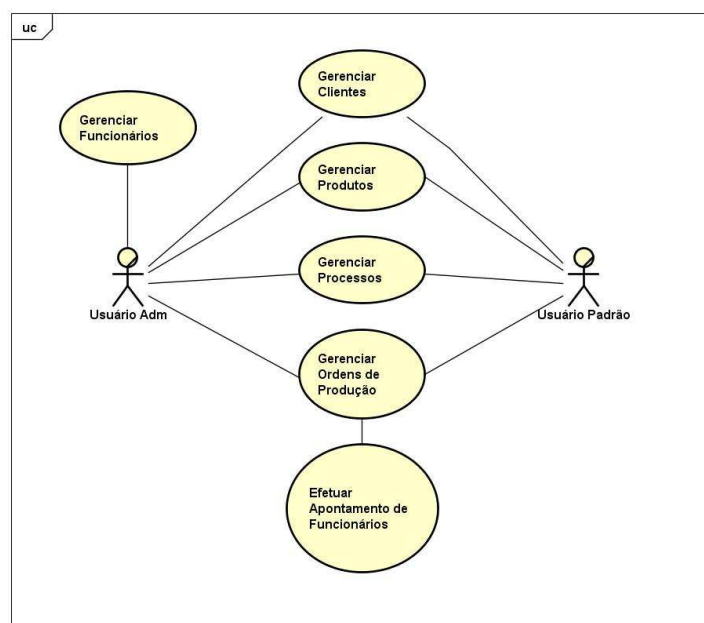 uc
Gerenciar
Clientes
Gerenciar
Funcionários
Gerenciar
Produtos
Gerenciar
Processos
Usuário Adm
Usuário Padrão
Gerenciar
Ordens de
Produção
Efetuar
Apontamento de
Funcionários